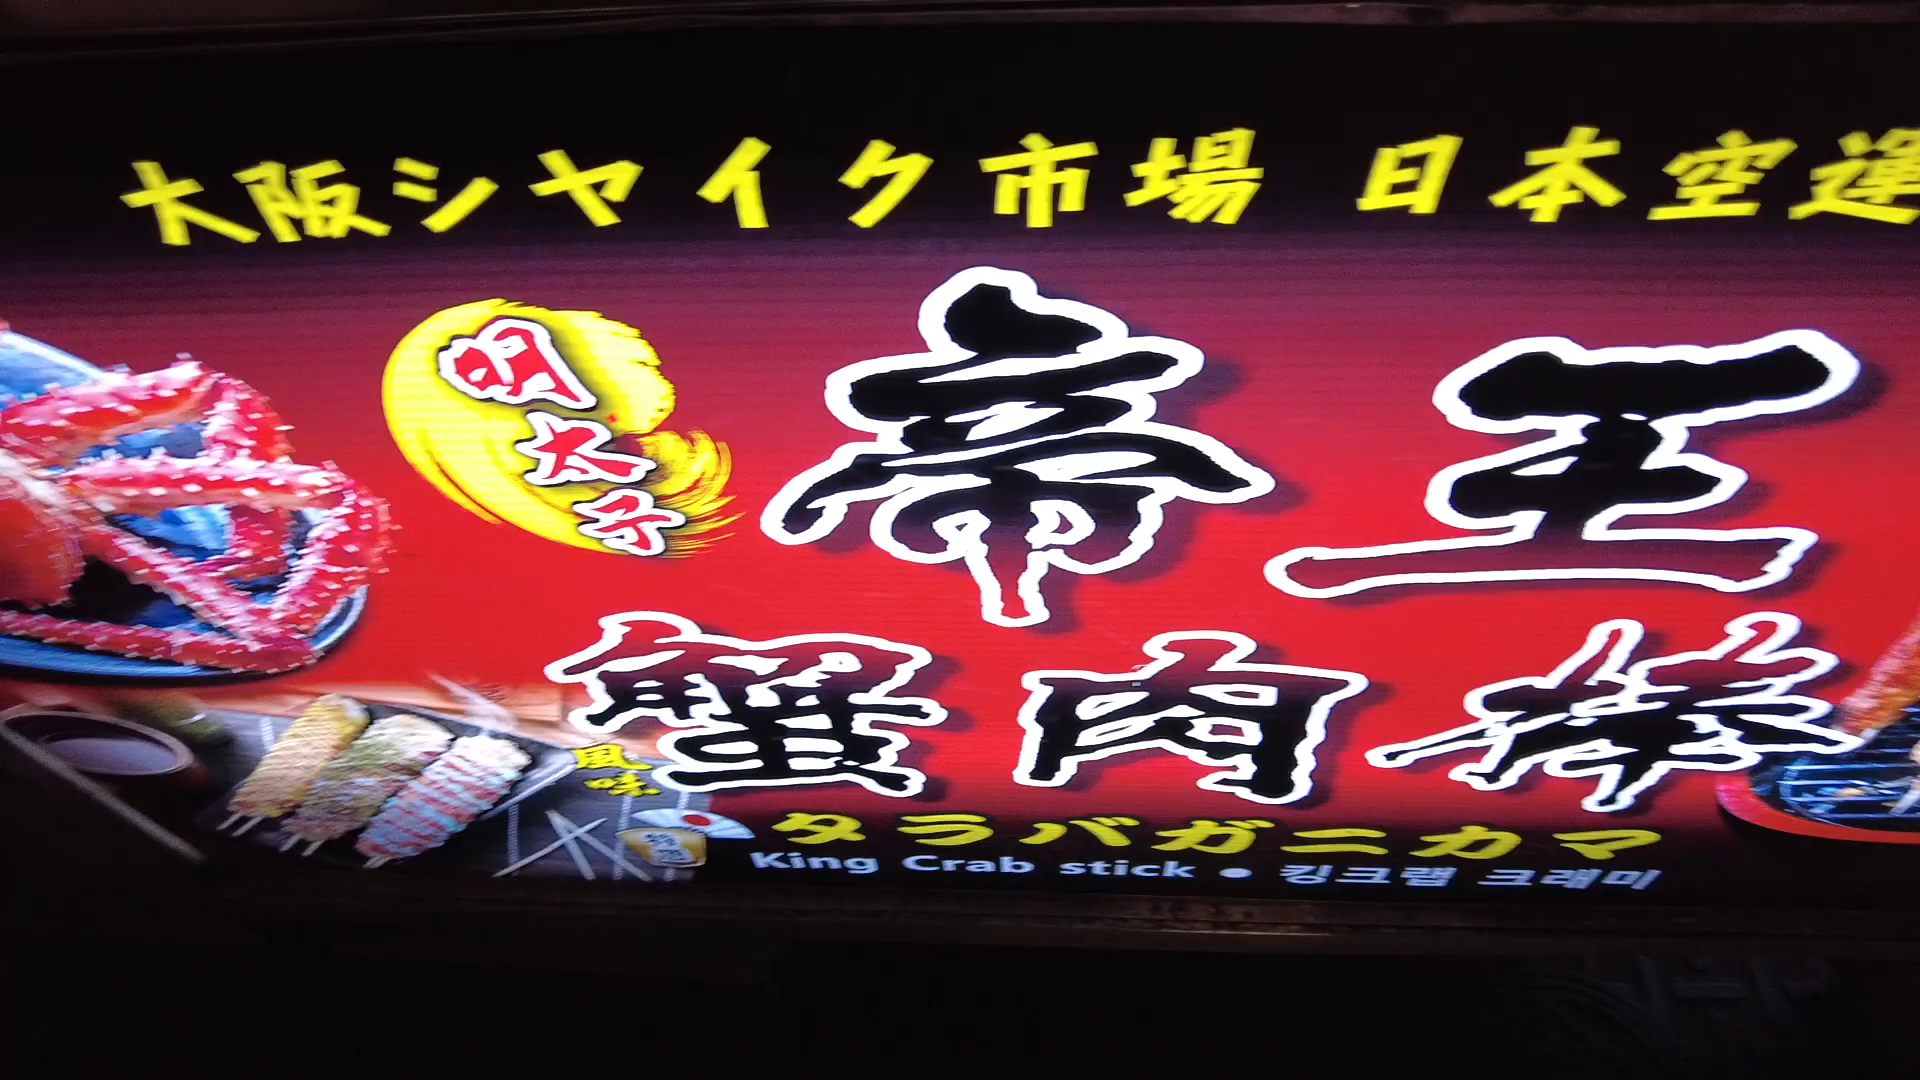 大阪シヤイク市場 日本空運
明太子
帝王
蟹肉棒
風味
タラバガニカマ
King Crab stick ● 킹크랩 크래미